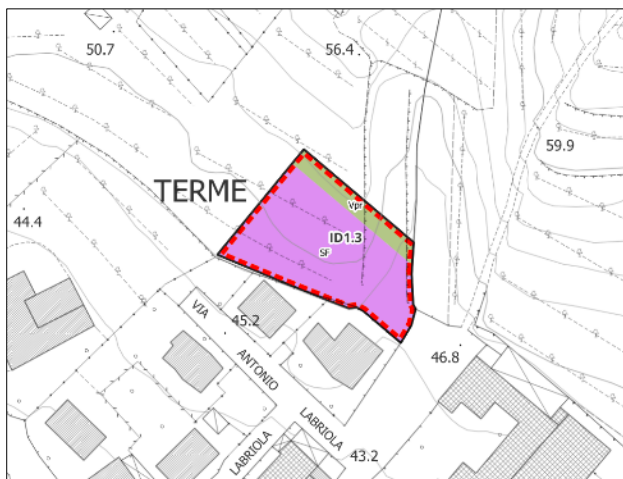 50.7
56.4
59.9
TERME
Vpr
44.4
ID1.3
SF
VIA
45.2
ANTONIO
46.8
LABRIOLA
LABRIOLA
43.2